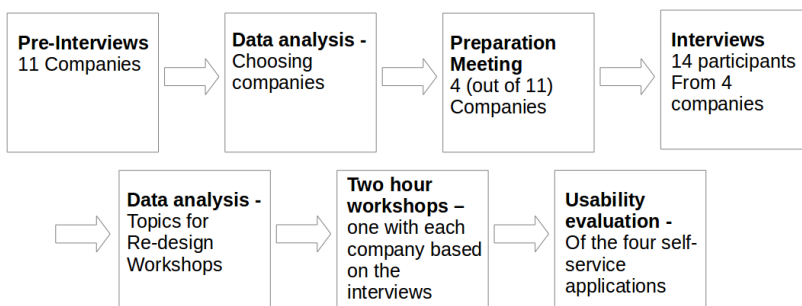 Pre-Interviews
11 Companies
Data analysis -
Choosing
companies
Preparation
Meeting
4 (out of 11)
Companies
Interviews
14 participants
From 4
companies
Data analysis -
Topics for
Re-design
Workshops
Two hour
workshops –
one with each
company based
on the
interviews
Usability
evaluation -
Of the four self-
service
applications